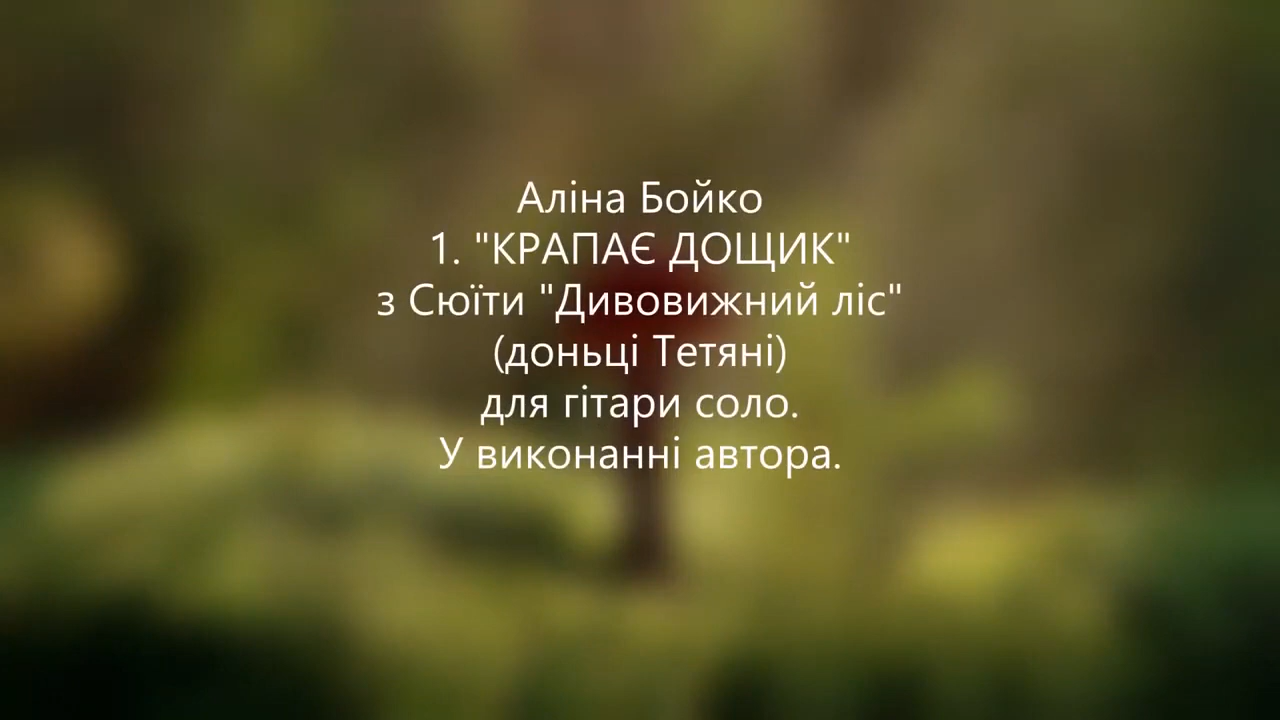 Аліна Бойко
1. "КРАПАЄ ДОЩИК"
з Сюїти "Дивовижний ліс"
(доньці Тетяні)
для гітари соло.
У виконанні автора.